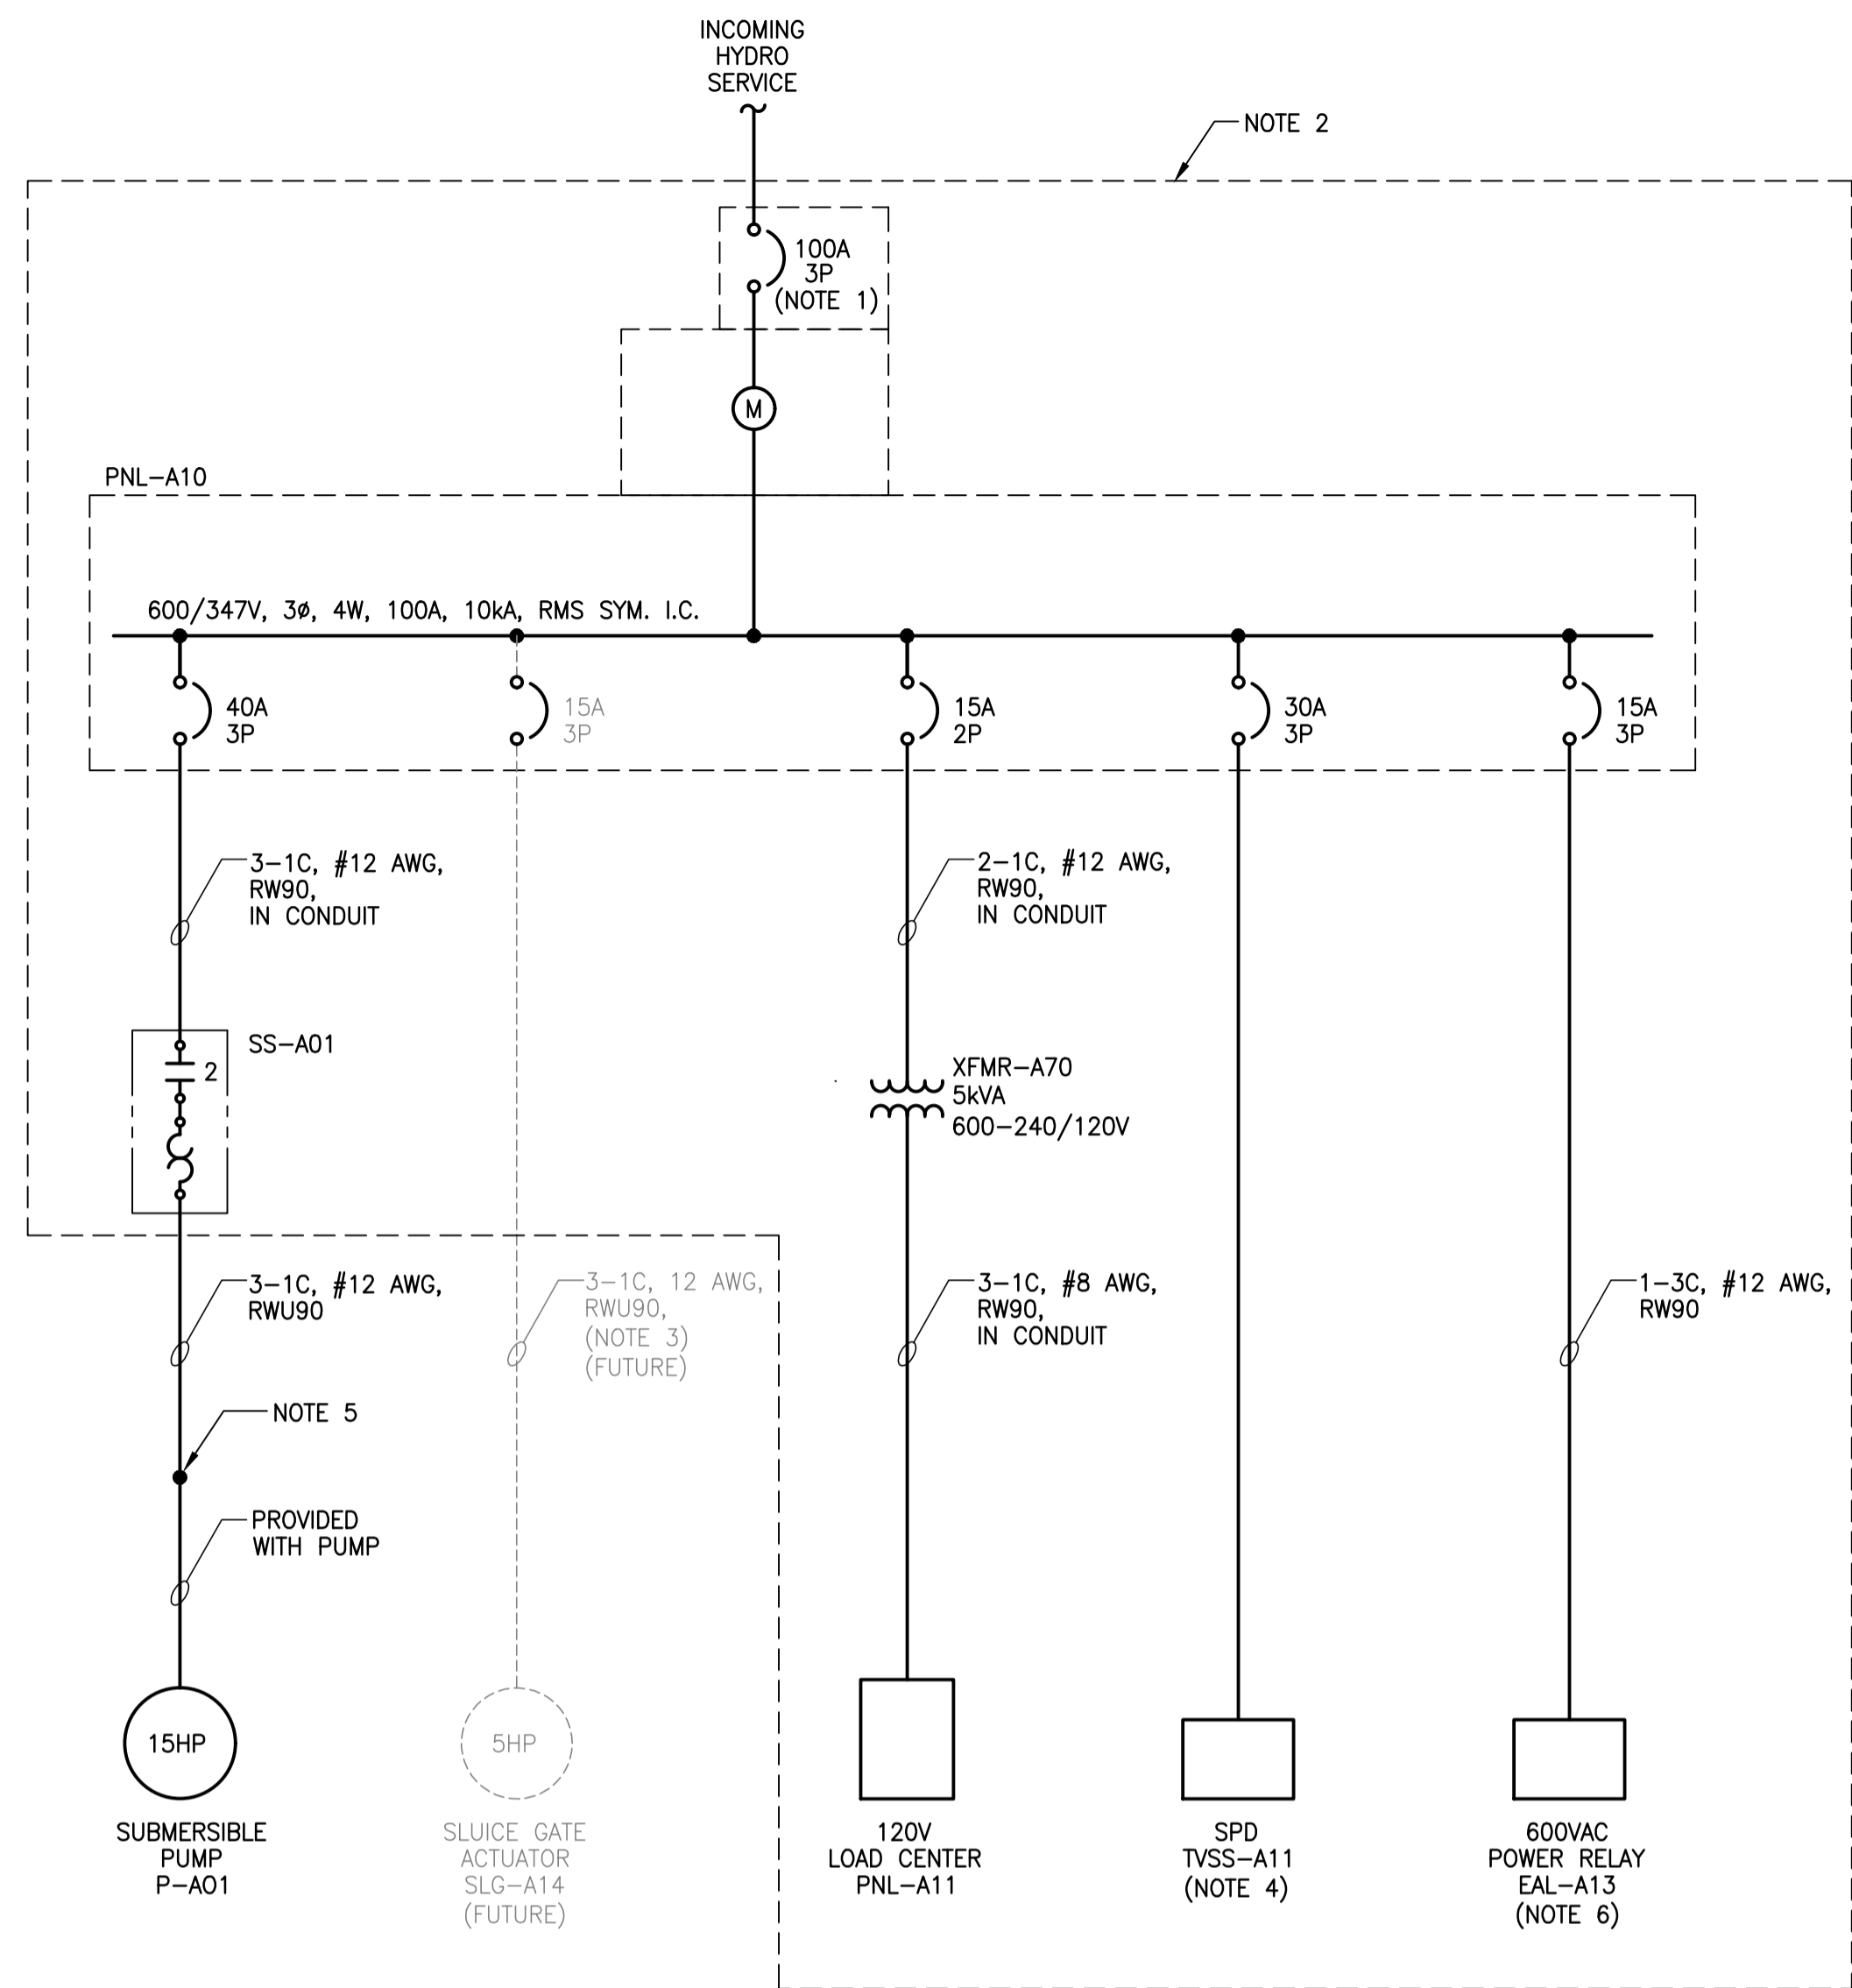 INCOMING
HYDRO
SERVICE
NOTE 2
100A
3P
(NOTE 1)
M
PNL-A10
600/347V, 3ø, 4W, 100A, 10kA, RMS SYM. I.C.
40A
3P
15A
3P
15A
2P
30A
3P
15A
3P
3-1C, #12 AWG,
RW90,
IN CONDUIT
2-1C, #12 AWG,
RW90,
IN CONDUIT
SS-A01
2
XFMR-A70
5kVA
600-240/120V
3-1C, #12 AWG,
RWU90
3-1C, 12 AWG,
RWU90,
(NOTE 3)
(FUTURE)
3-1C, #8 AWG,
RW90,
IN CONDUIT
1-3C, #12 AWG,
RW90
NOTE 5
PROVIDED
WITH PUMP
15HP
5HP
SUBMERSIBLE
PUMP
P-A01
SLUICE GATE
ACTUATOR
SLG-A14
(FUTURE)
120V
LOAD CENTER
PNL-A11
SPD
TVSS-A11
(NOTE 4)
600VAC
POWER RELAY
EAL-A13
(NOTE 6)